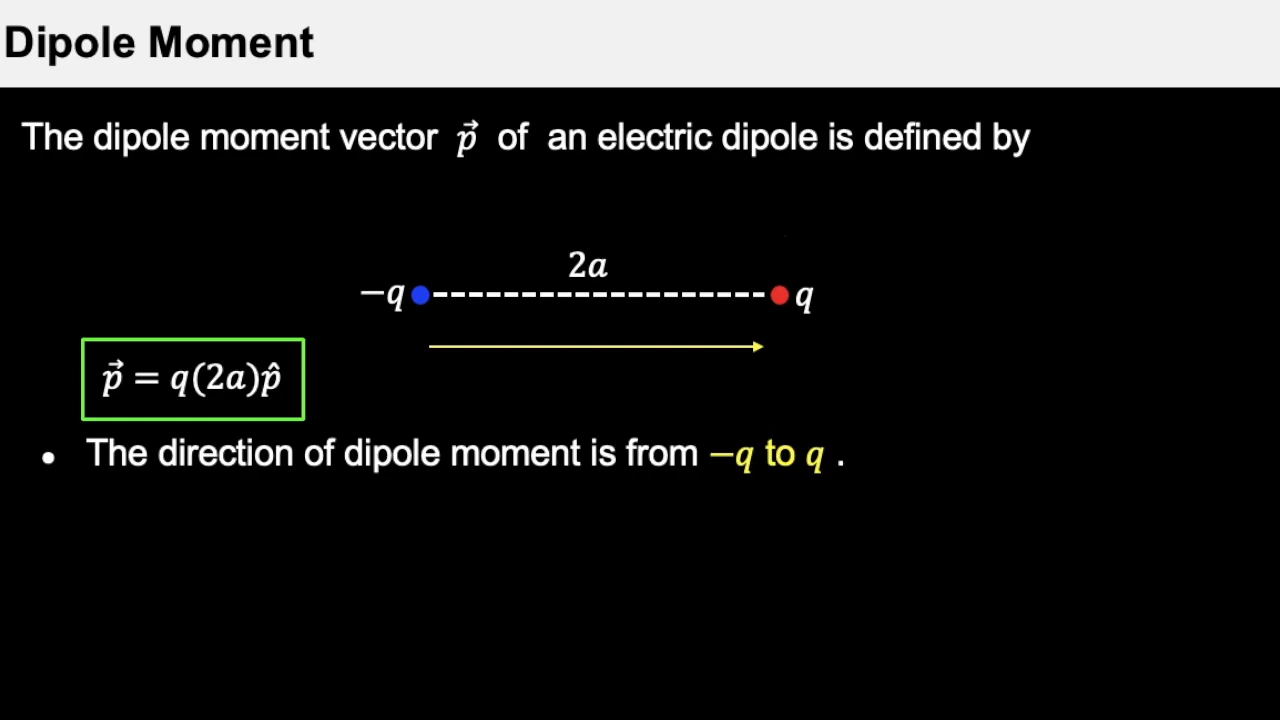 Dipole Moment
The dipole moment vector p⃗ of an electric dipole is defined by
2a
−q q
p⃗ = q(2a)p̂
• The direction of dipole moment is from −q to q .